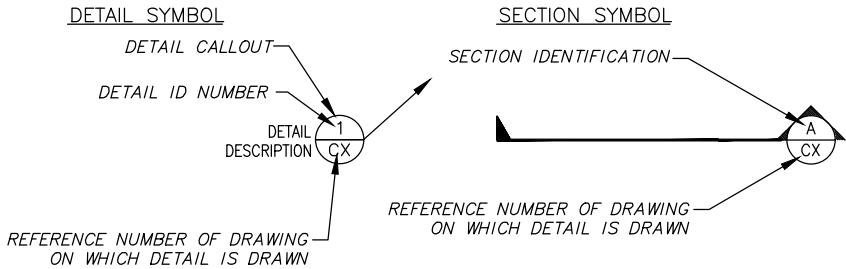 DETAIL SYMBOL
DETAIL CALLOUT
DETAIL ID NUMBER
DETAIL
DESCRIPTION
1
CX
REFERENCE NUMBER OF DRAWING
ON WHICH DETAIL IS DRAWN
SECTION SYMBOL
SECTION IDENTIFICATION
A
CX
REFERENCE NUMBER OF DRAWING
ON WHICH DETAIL IS DRAWN